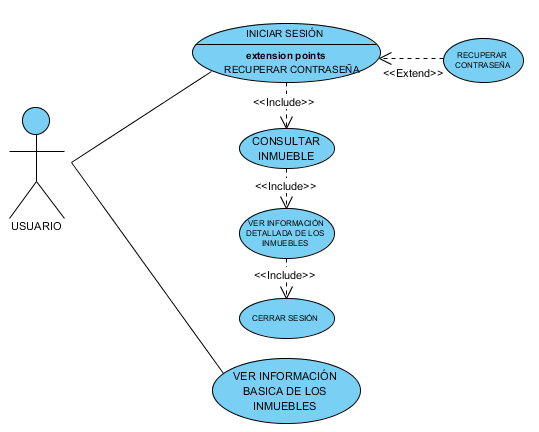 INICIAR SESIÓN
extension points
RECUPERAR CONTRASEÑA
RECUPERAR
CONTRASEÑA
<<Extend>>
<<Include>>
CONSULTAR
INMUEBLE
<<Include>>
USUARIO
VER INFORMACIÓN
DETALLADA DE LOS
INMUEBLES
<<Include>>
CERRAR SESIÓN
VER INFORMACIÓN
BASICA DE LOS
INMUEBLES